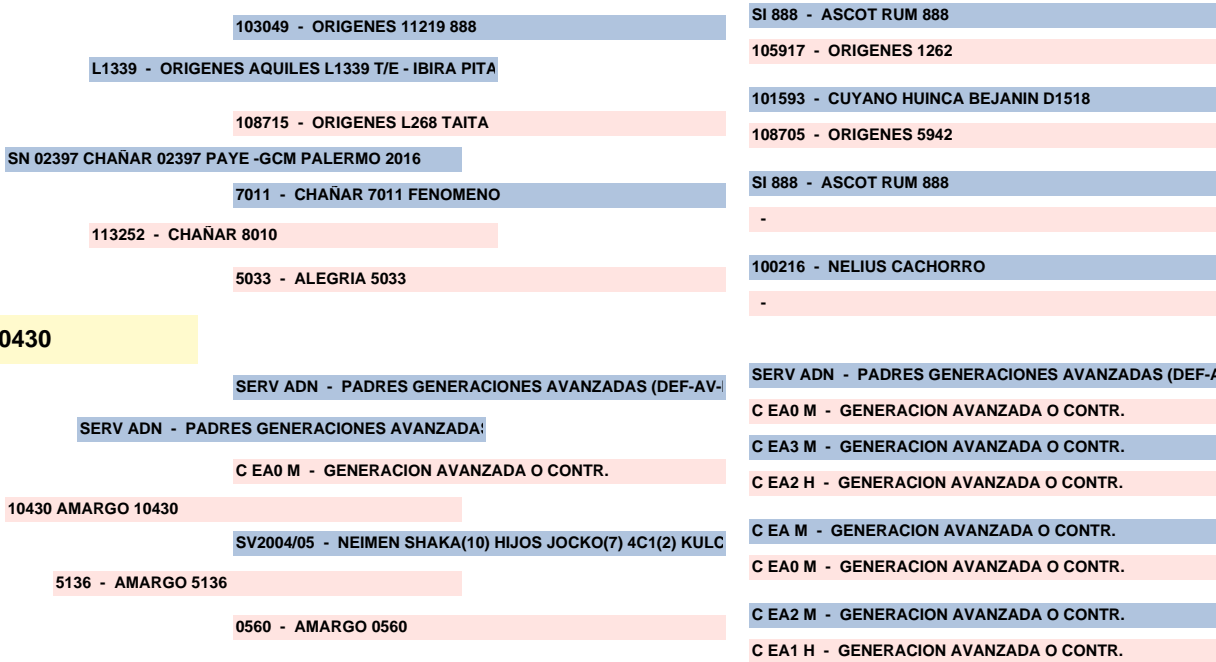 SI 888 - ASCOT RUM 888
103049 - ORIGENES 11219 888
105917 - ORIGENES 1262
L1339 - ORIGENES AQUILES L1339 T/E - IBIRA PITA
101593 - CUYANO HUINCA BEJANIN D1518
108715 - ORIGENES L268 TAITA
108705 - ORIGENES 5942
SN 02397 CHAÑAR 02397 PAYE -GCM PALERMO 2016
SI 888 - ASCOT RUM 888
7011 - CHAÑAR 7011 FENOMENO
-
113252 - CHAÑAR 8010
100216 - NELIUS CACHORRO
5033 - ALEGRIA 5033
-
0430
SERV ADN - PADRES GENERACIONES AVANZADAS (DEF-A
SERV ADN - PADRES GENERACIONES AVANZADAS (DEF-AV-
C EA0 M - GENERACION AVANZADA O CONTR.
SERV ADN - PADRES GENERACIONES AVANZADAS
C EA3 M - GENERACION AVANZADA O CONTR.
C EA0 M - GENERACION AVANZADA O CONTR.
C EA2 H - GENERACION AVANZADA O CONTR.
10430 AMARGO 10430
C EA M - GENERACION AVANZADA O CONTR.
SV2004/05 - NEIMEN SHAKA(10) HIJOS JOCKO(7) 4C1(2) KULC
C EA0 M - GENERACION AVANZADA O CONTR.
5136 - AMARGO 5136
C EA2 M - GENERACION AVANZADA O CONTR.
0560 - AMARGO 0560
C EA1 H - GENERACION AVANZADA O CONTR.